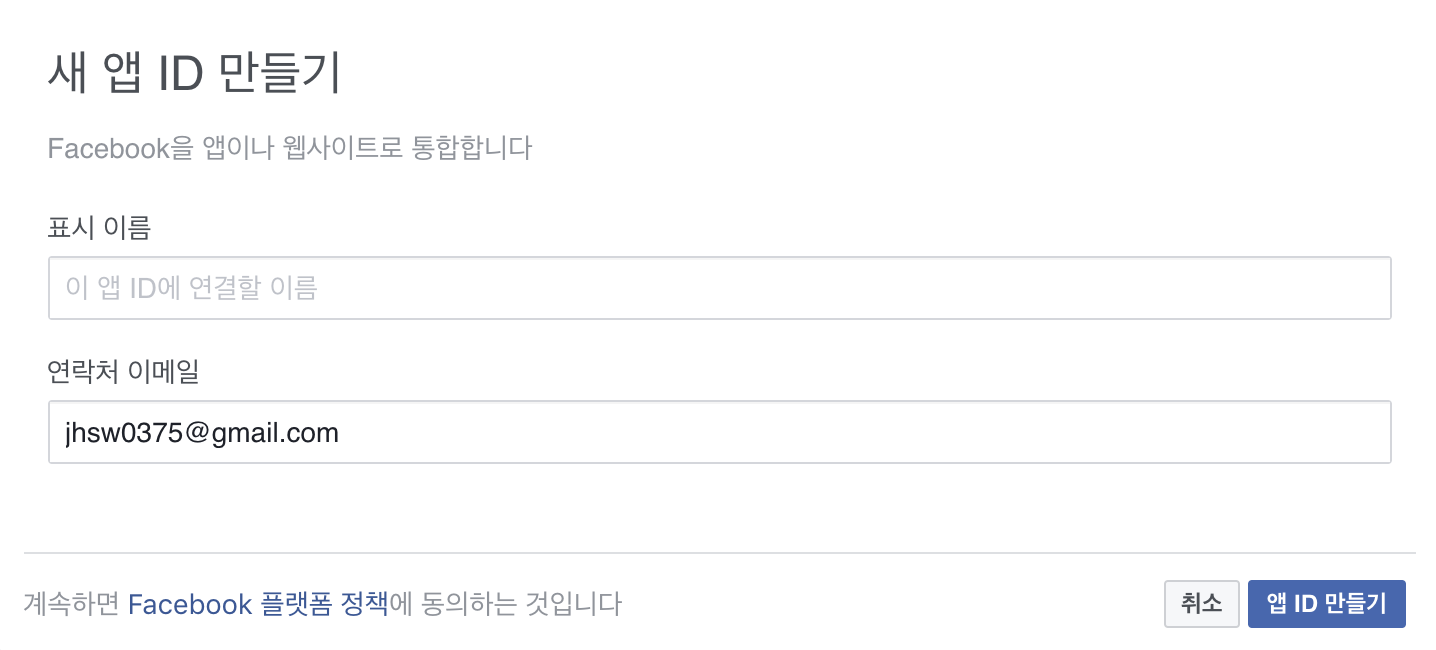 새 앱 ID 만들기
Facebook을 앱이나 웹사이트로 통합합니다
표시 이름
이 앱 ID에 연결할 이름
연락처 이메일
jhsw0375@gmail.com
계속하면 Facebook 플랫폼 정책에 동의하는 것입니다
취소 앱 ID 만들기